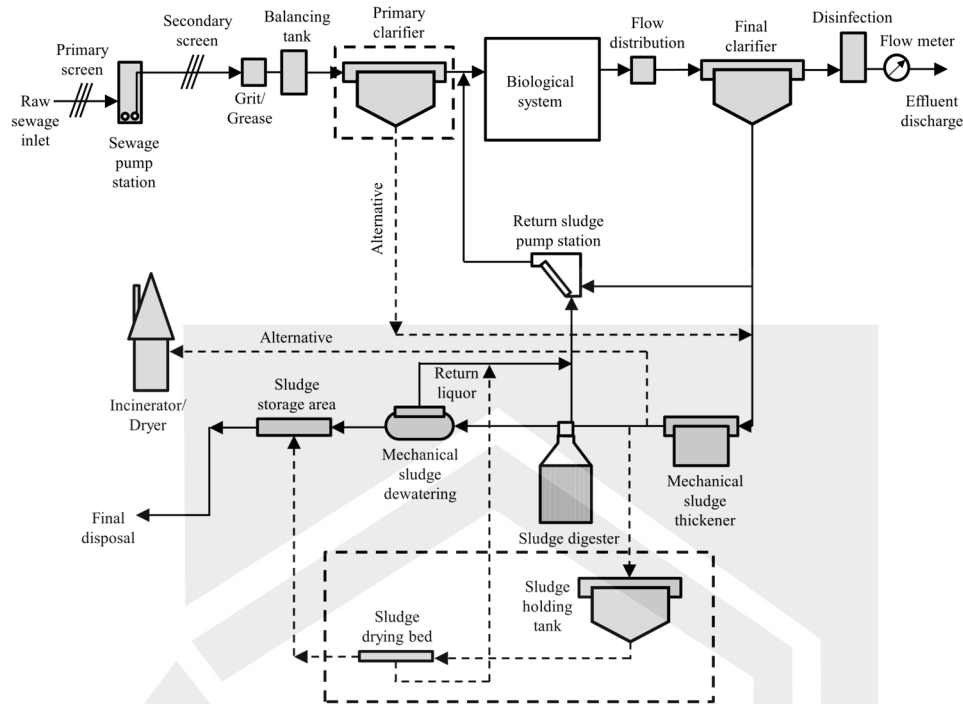 Primary
screen
Raw
sewage
inlet
Sewage
pump
station
Secondary
screen
Grit/
Grease
Balancing
tank
Primary
clarifier
Biological
system
Flow
distribution
Final
clarifier
Disinfection
Flow meter
Effluent
discharge
Alternative
Return sludge
pump station
Alternative
Incinerator/
Dryer
Sludge
storage area
Return
liquor
Mechanical
sludge
dewatering
Sludge digester
Mechanical
sludge
thickener
Final
disposal
Sludge
holding
tank
Sludge
drying bed